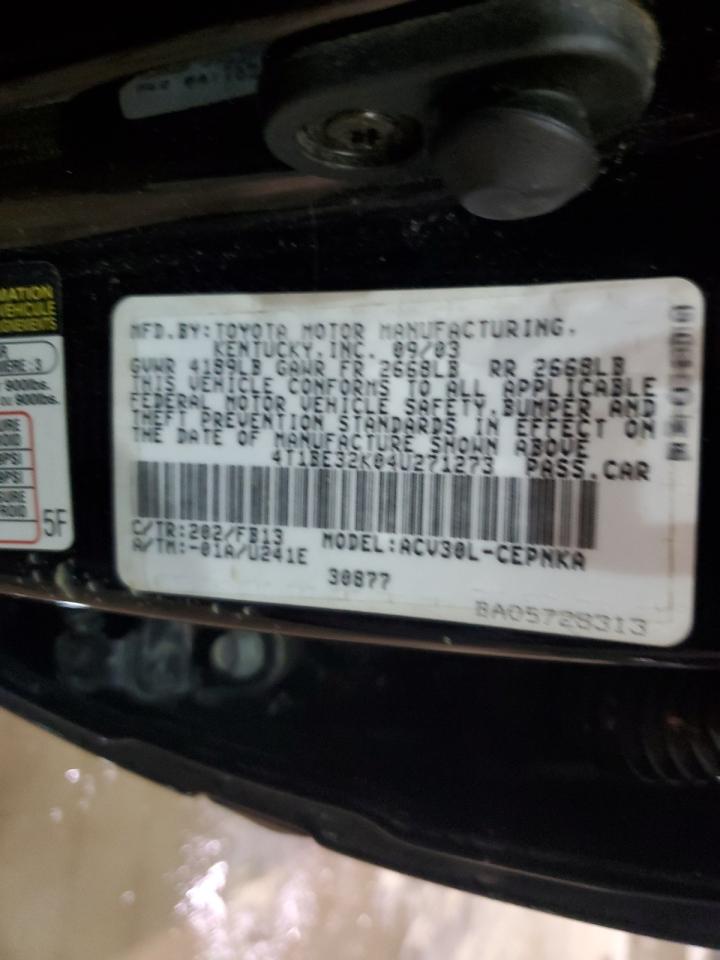 MATION
VEHICLE
5F
MFD.BY:TOYOTA MOTOR MANUFACTURING.
KENTUCKY,INC. 09/03
GVWR 4189LB GAWR FR 2668LB RR 2668LB
THIS VEHICLE CONFORMS TO ALL APPLICABLE
FEDERAL MOTOR VEHICLE SAFETY,BUMPER AND
THEFT PREVENTION STANDARDS IN EFFECT ON
THE DATE OF MANUFACTURE SHOWN ABOVE
4T1BE32K04U271273 PASS.CAR
C/TR:202/FB13
A/TM:-01A/U241E MODEL:ACV30L-CEPNKA
30877
BA05728313